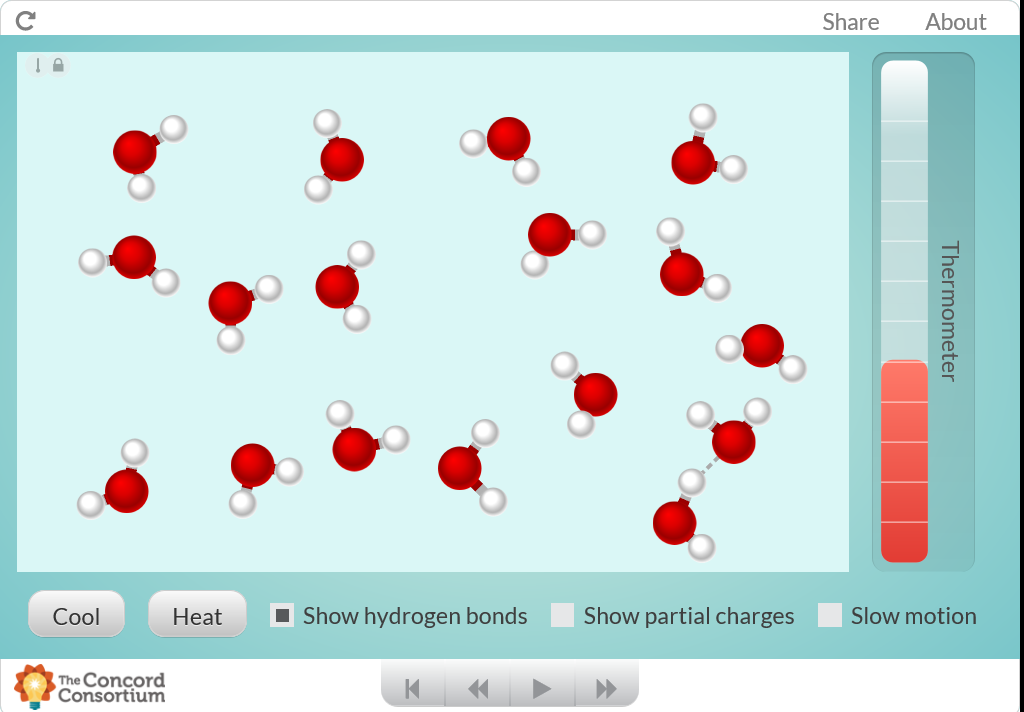 Share About
Thermometer
Cool Heat Show hydrogen bonds Show partial charges Slow motion
The Concord
Consortium